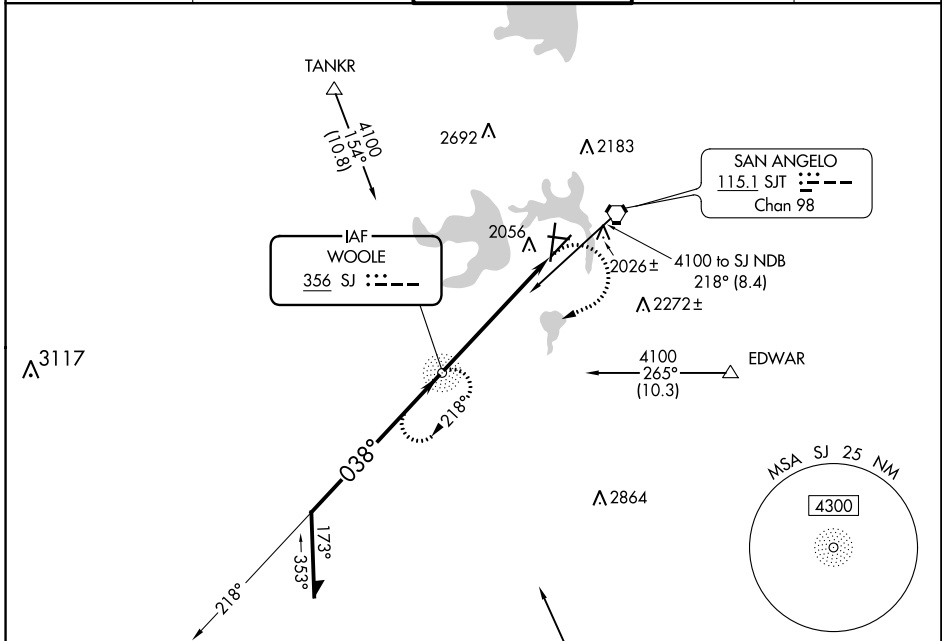 TANKR
4100
154°
(10.8)
2692
2183
SAN ANGELO
115.1 SJT
Chan 98
IAF
WOOLE
356 SJ
2056
2026±
4100 to SJ NDB
218° (8.4)
2272±
3117
4100
265°
(10.3)
EDWAR
218°
038°
2864
MSA SJ 25 NM
4300
173°
353°
218°